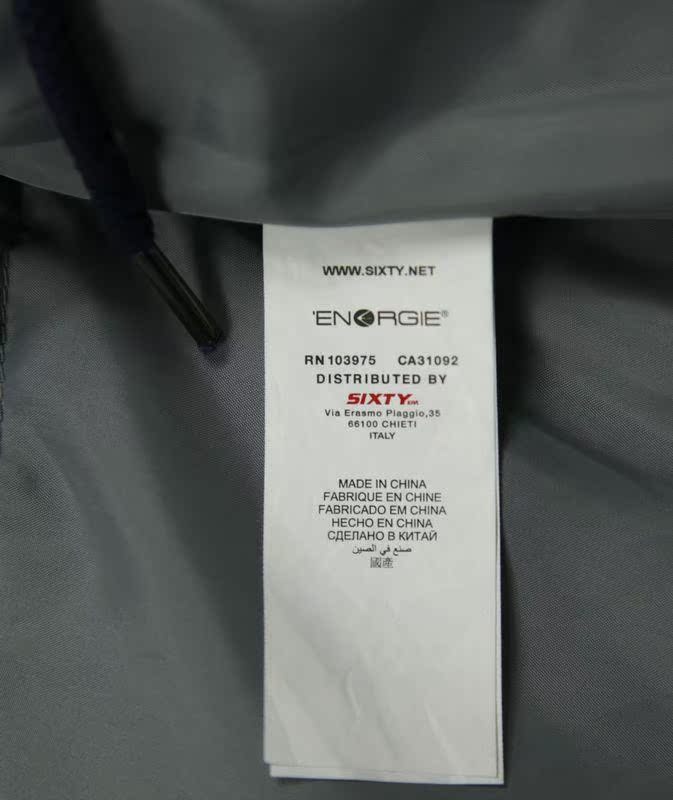 WWW.SIXTY.NET
'ENERGIE®
RN 103975 CA31092
DISTRIBUTED BY
SIXTY
Via Erasmo Piaggio,35
66100 CHIETI
ITALY
MADE IN CHINA
FABRIQUE EN CHINE
FABRICADO EM CHINA
HECHO EN CHINA
СДЕЛАНО В КИТАЙ
صنع في الصين
國產